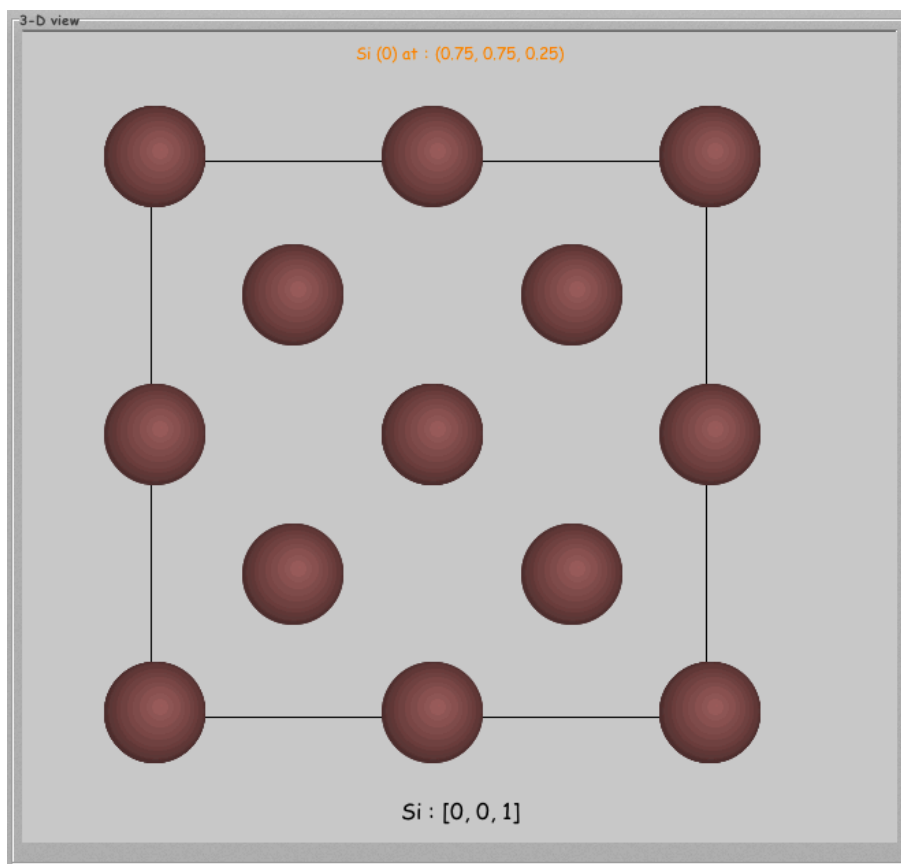 3-D view
Si (0) at : (0.75, 0.75, 0.25)
Si : [0, 0, 1]